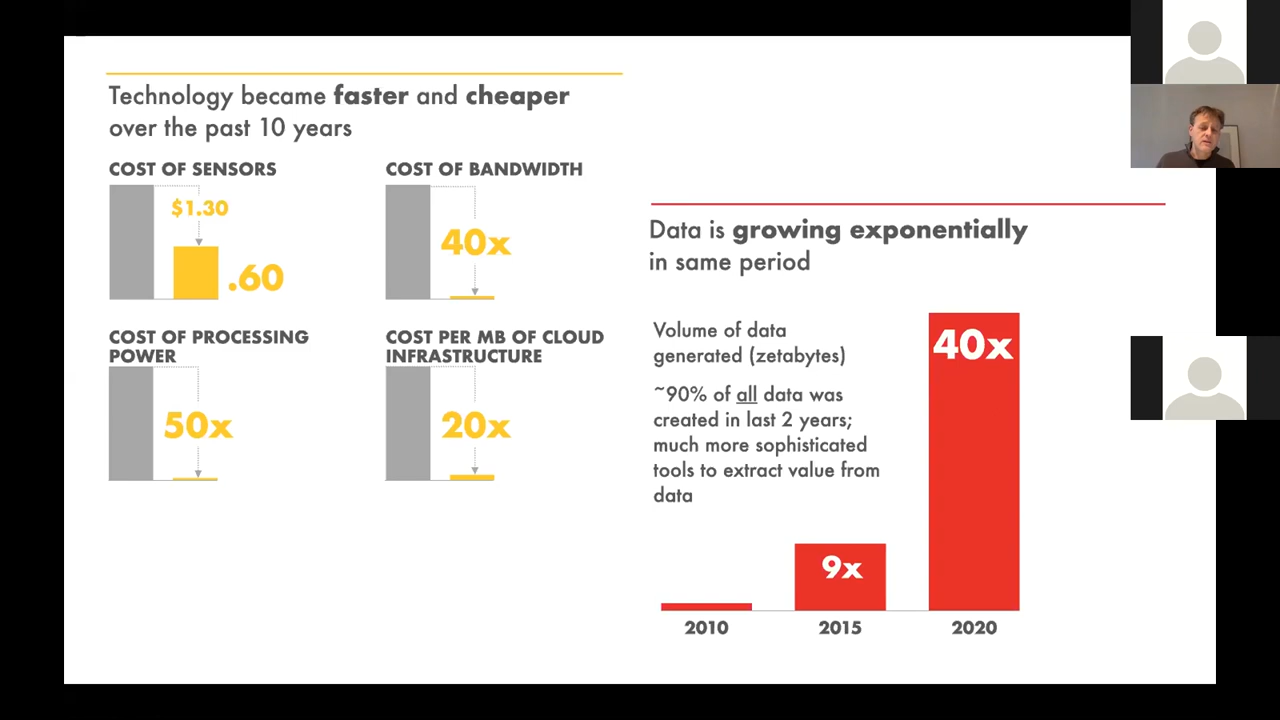 Technology became faster and cheaper
over the past 10 years
COST OF SENSORS
$1.30
.60
COST OF BANDWIDTH
40x
COST OF PROCESSING
POWER
50x
COST PER MB OF CLOUD
INFRASTRUCTURE
20x
Data is growing exponentially
in same period
Volume of data
generated (zetabytes)
~90% of all data was
created in last 2 years;
much more sophisticated
tools to extract value from
data
9x
40x
2010
2015
2020